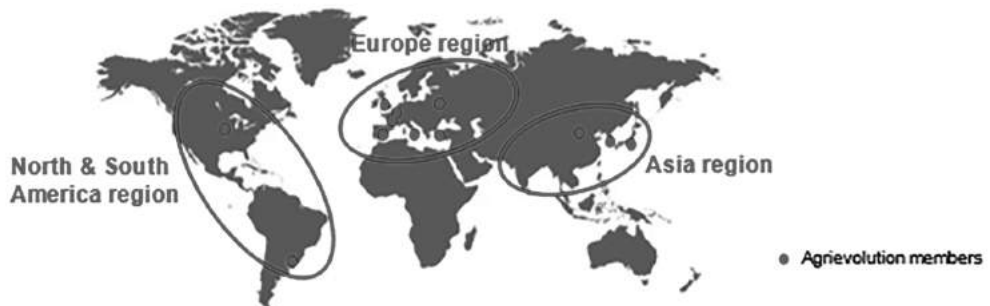 Europe region
North & South
America region
Asia region
Agrievolution members